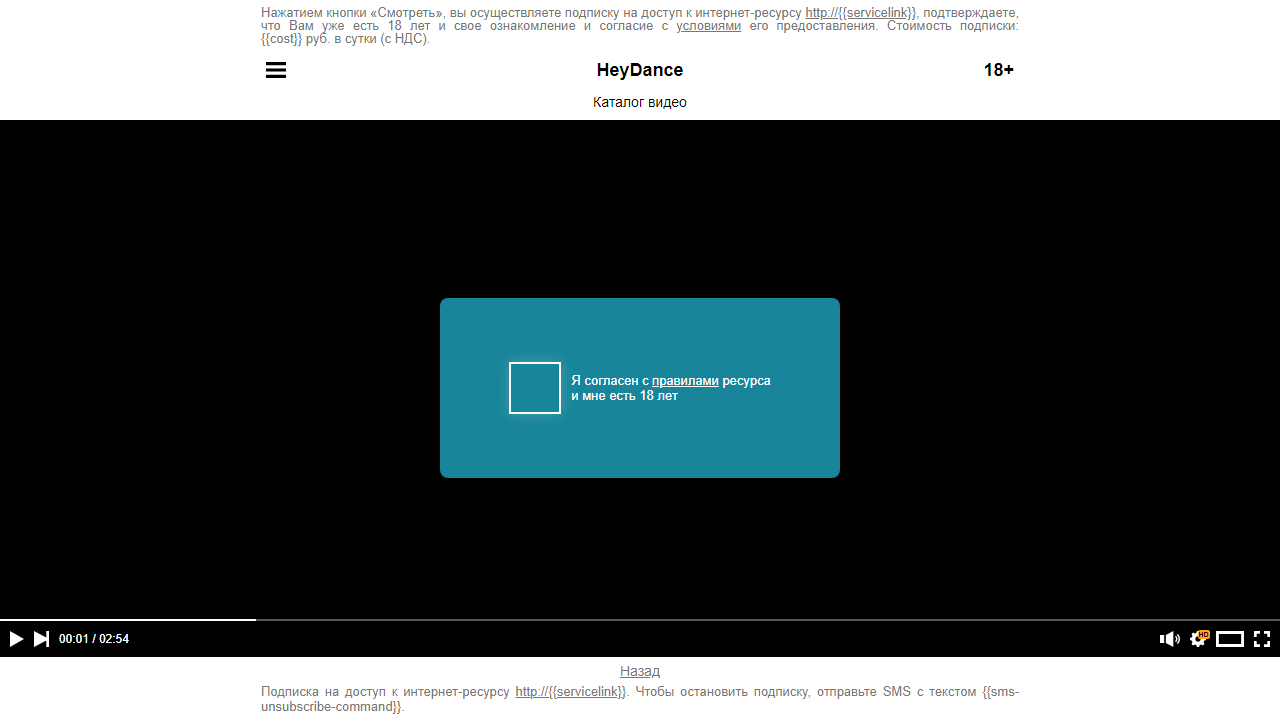 Нажатием кнопки «Смотреть», вы осуществляете подписку на доступ к интернет-ресурсу http://{{servicelink}}, подтверждаете,
что Вам уже есть 18 лет и свое ознакомление и согласие с условиями его предоставления. Стоимость подписки:
{{cost}} руб. в сутки (с НДС).
HeyDance
18+
Каталог видео
Я согласен с правилами ресурса
и мне есть 18 лет
00:01 / 02:54
HD
Назад
Подписка на доступ к интернет-ресурсу http://{{servicelink}}. Чтобы остановить подписку, отправьте SMS с текстом {{sms-
unsubscribe-command}}.